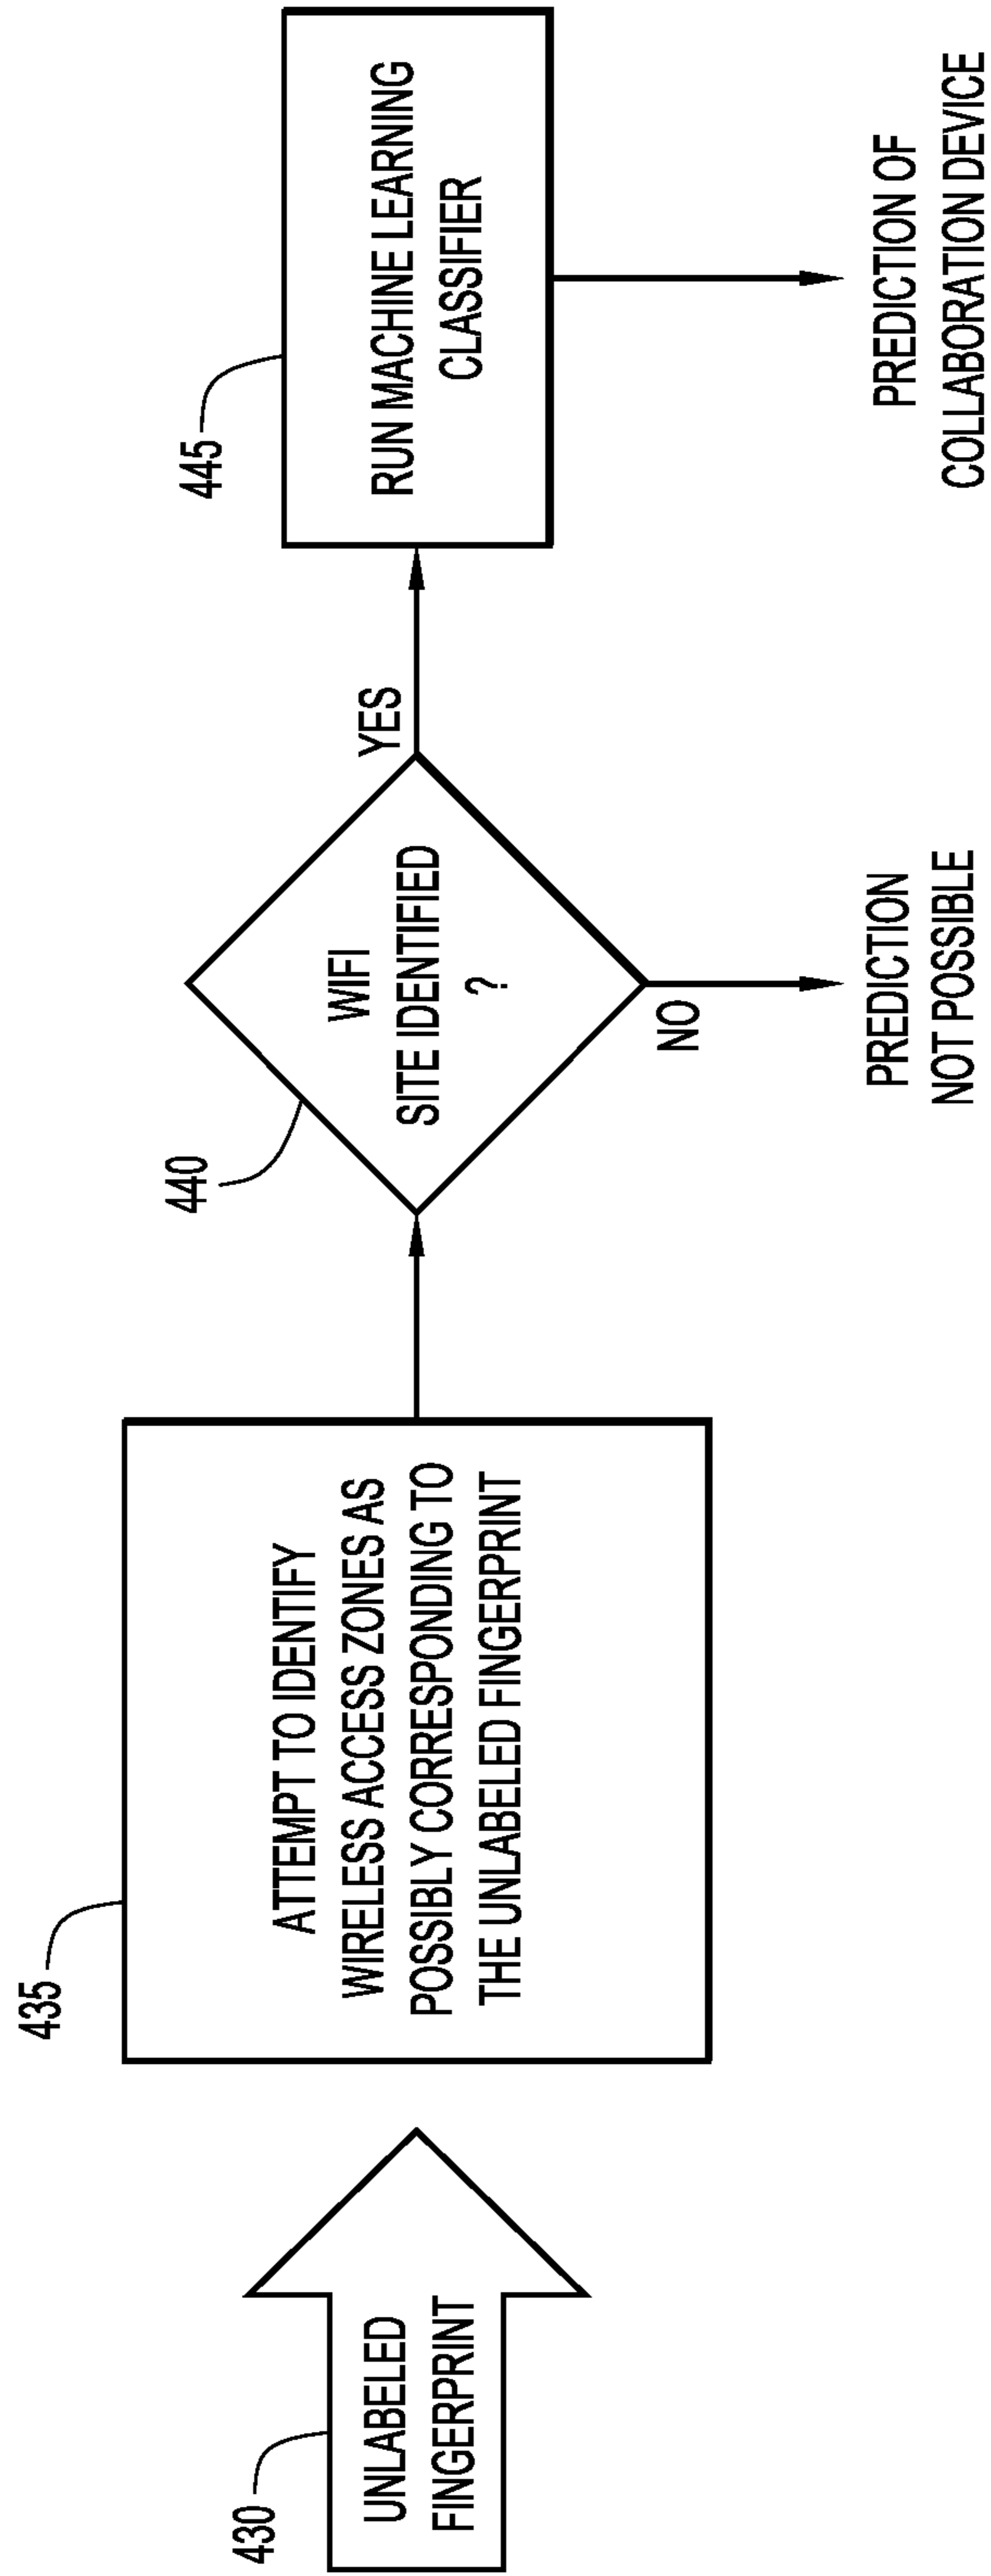 430
UNLABELED
FINGERPRINT
435
ATTEMPT TO IDENTIFY
WIRELESS ACCESS ZONES AS
POSSIBLY CORRESPONDING TO
THE UNLABELED FINGERPRINT
440
WIFI
SITE IDENTIFIED
?
YES
NO
PREDICTION
NOT POSSIBLE
445
RUN MACHINE LEARNING
CLASSIFIER
PREDICTION OF
COLLABORATION DEVICE